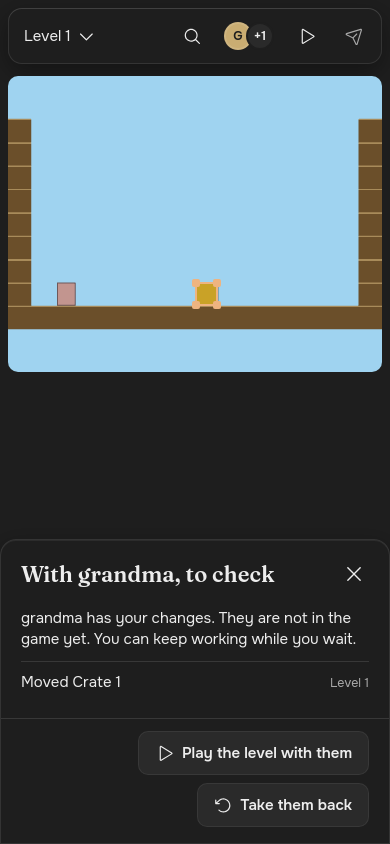 Level 1
G
+1
With grandma, to check
grandma has your changes. They are not in the
game yet. You can keep working while you wait.
Moved Crate 1
Level 1
Play the level with them
Take them back